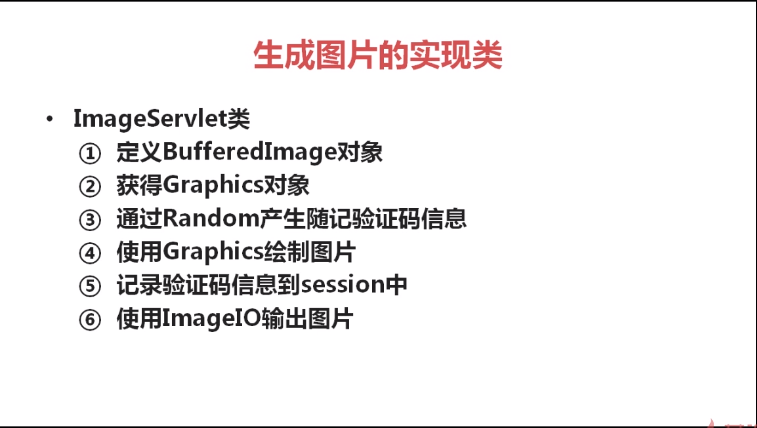 生成图片的实现类
• ImageServlet类
① 定义BufferedImage对象
② 获得Graphics对象
③ 通过Random产生随记验证码信息
④ 使用Graphics绘制图片
⑤ 记录验证码信息到session中
⑥ 使用ImageIO输出图片